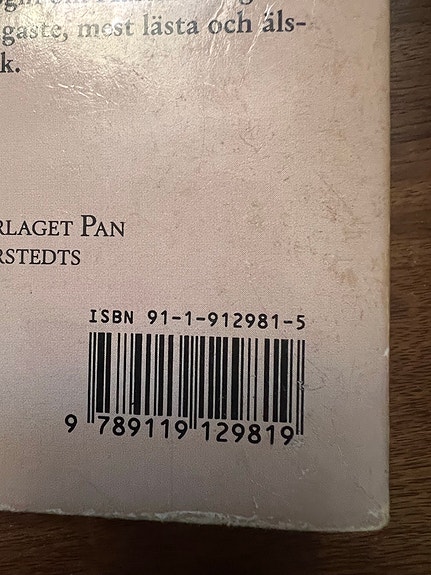 gaste, mest lästa och äls-
k.
RLAGET PAN
RSTEDTS
ISBN 91-1-912981-5
9 789119 129819